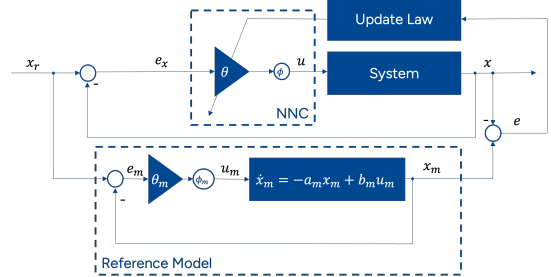 Update Law
x_r
e_x
θ
ϕ
u
System
x
-
NNC
-
e
e_m
θ_m
ϕ_m
u_m
ẋ_m = −a_m x_m + b_m u_m
x_m
-
Reference Model